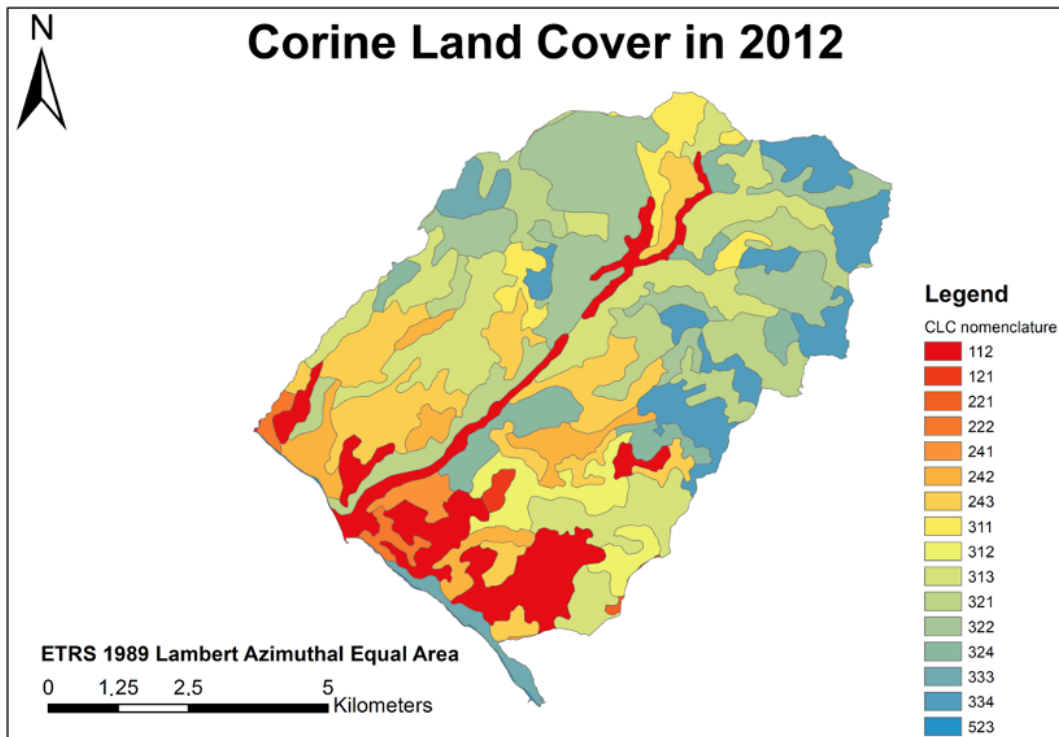 N
Corine Land Cover in 2012
Legend
CLC nomenclature
112
121
221
222
241
242
243
311
312
313
321
322
324
333
334
523
ETRS 1989 Lambert Azimuthal Equal Area
0 1,25 2,5 5
Kilometers